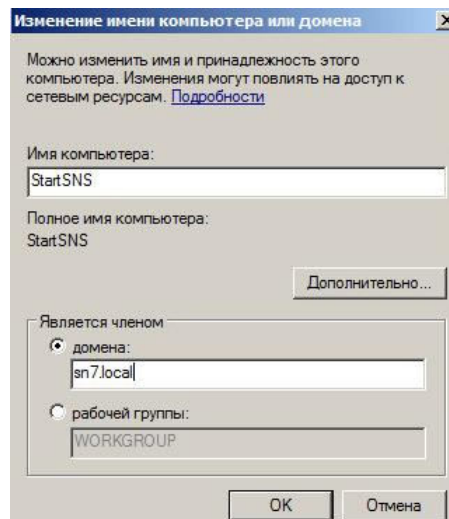 Изменение имени компьютера или домена
Можно изменить имя и принадлежность этого
компьютера. Изменения могут повлиять на доступ к
сетевым ресурсам. Подробности
Имя компьютера:
StartSNS
Полное имя компьютера:
StartSNS
Дополнительно...
Является членом
домена:
sn7.local
рабочей группы:
WORKGROUP
OK Отмена